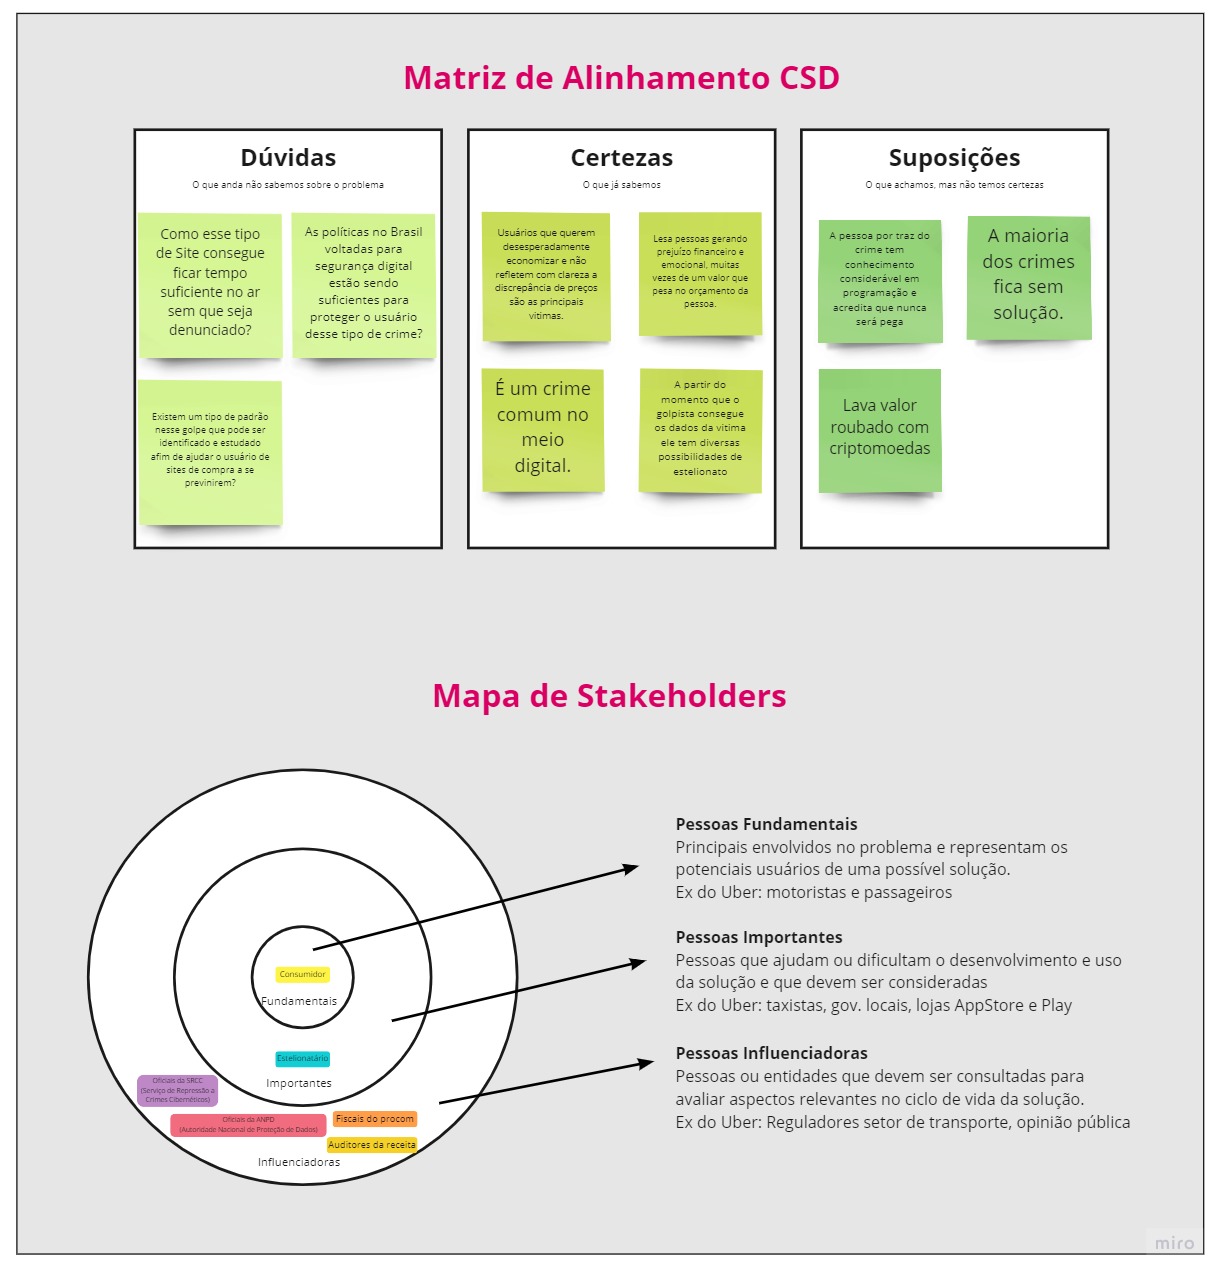 Matriz de Alinhamento CSD
Dúvidas
O que anda não sabemos sobre o problema
Como esse tipo
de Site consegue
ficar tempo
suficiente no ar
sem que seja
denunciado?
As políticas no Brasil
voltadas para
segurança digital
estão sendo
suficientes para
proteger o usuário
desse tipo de crime?
Existem um tipo de padrão
nesse golpe que pode ser
identificado e estudado
afim de ajudar o usuário de
sites de compra a se
previnirem?
Certezas
O que já sabemos
Usuários que querem
desesperadamente
economizar e não
refletem com clareza a
discrepância de preços
são as principais
vitimas.
Lesa pessoas gerando
prejuízo financeiro e
emocional, muitas
vezes de um valor que
pesa no orçamento da
pessoa.
É um crime
comum no
meio
digital.
A partir do
momento que o
golpista consegue
os dados da vitima
ele tem diversas
possibilidades de
estelionato
Suposições
O que achamos, mas não temos certezas
A pessoa por traz do
crime tem
conhecimento
considerável em
programação e
acredita que nunca
será pega
A maioria
dos crimes
fica sem
solução.
Lava valor
roubado com
criptomoedas
Mapa de Stakeholders
Consumidor
Fundamentais
Estelionatário
Importantes
Oficiais da SRCC
(Serviço de Repressão a
Crimes Cibernéticos)
Oficiais da ANPD
(Autoridade Nacional de Proteção de Dados)
Fiscais do procom
Auditores da receita
Influenciadoras
Pessoas Fundamentais
Principais envolvidos no problema e representam os
potenciais usuários de uma possível solução.
Ex do Uber: motoristas e passageiros
Pessoas Importantes
Pessoas que ajudam ou dificultam o desenvolvimento e uso
da solução e que devem ser consideradas
Ex do Uber: taxistas, gov. locais, lojas AppStore e Play
Pessoas Influenciadoras
Pessoas ou entidades que devem ser consultadas para
avaliar aspectos relevantes no ciclo de vida da solução.
Ex do Uber: Reguladores setor de transporte, opinião pública
miro